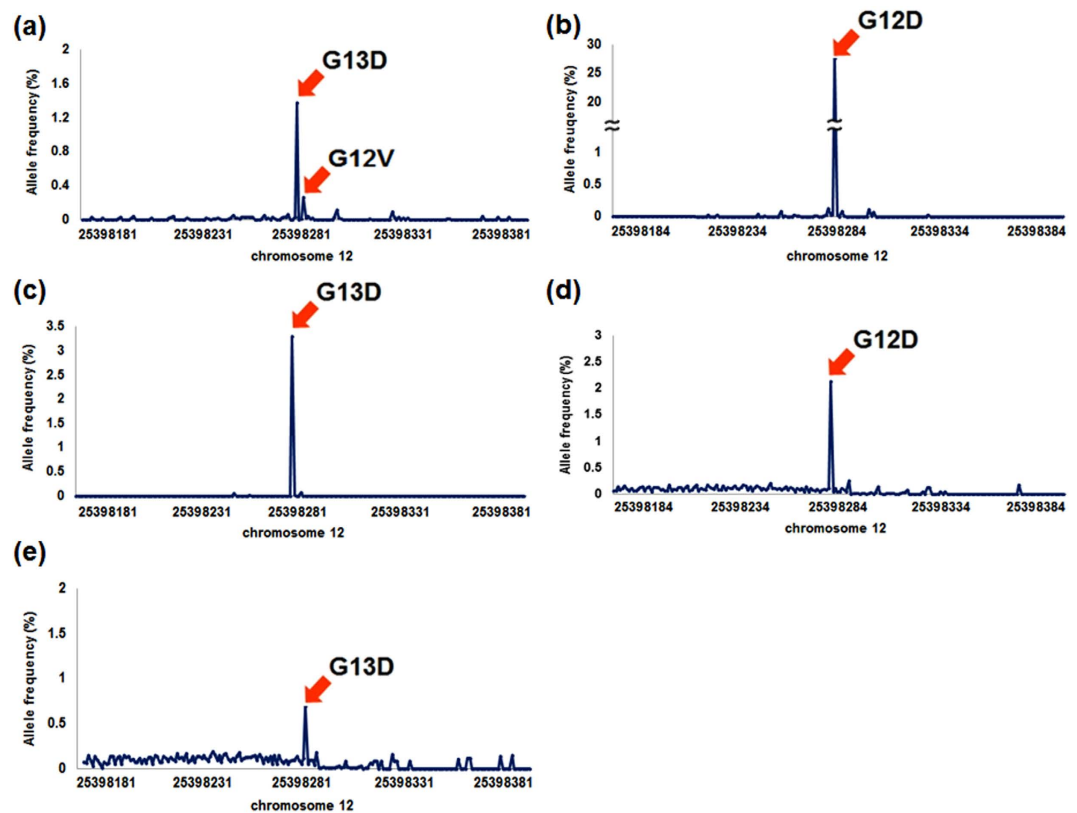 (a)
G13D
G12V
2
1.6
1.2
0.8
0.4
0
Allele frequency (%)
25398181 25398231 25398281 25398331 25398381
chromosome 12
(b)
G12D
30
25
20
1
0.5
0
Allele freuqency (%)
25398184 25398234 25398284 25398334 25398384
chromosome 12
(c)
G13D
3.5
3
2.5
2
1.5
1
0.5
0
Allele frequency (%)
25398181 25398231 25398281 25398331 25398381
chromosome 12
(d)
G12D
3
2.5
2
1.5
1
0.5
0
Allele frequency (%)
25398184 25398234 25398284 25398334 25398384
chromosome 12
(e)
G13D
2
1.5
1
0.5
0
Allele frequency (%)
25398181 25398231 25398281 25398331 25398381
chromosome 12